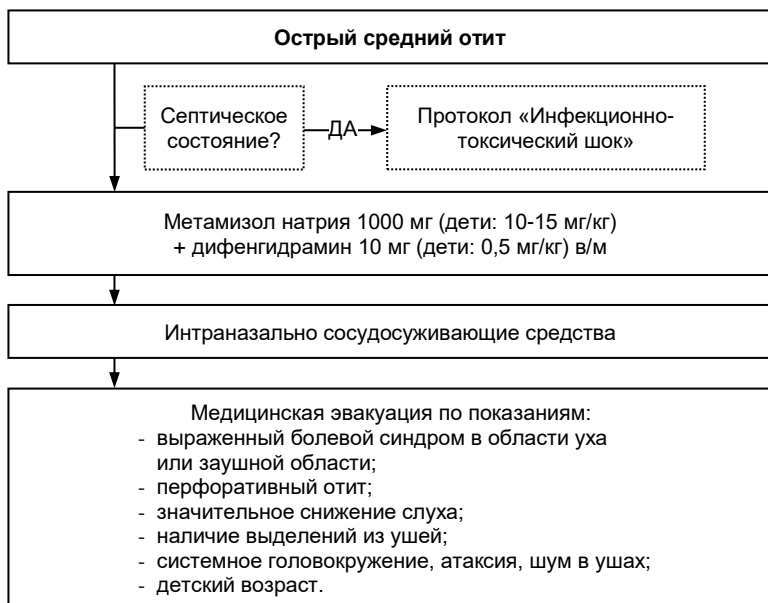 Острый средний отит
Септическое
состояние?
ДА
Протокол «Инфекционно-
токсический шок»
Метамизол натрия 1000 мг (дети: 10-15 мг/кг)
+ дифенгидрамин 10 мг (дети: 0,5 мг/кг) в/м
Интраназально сосудосуживающие средства
Медицинская эвакуация по показаниям:
- выраженный болевой синдром в области уха
или заушной области;
- перфоративный отит;
- значительное снижение слуха;
- наличие выделений из ушей;
- системное головокружение, атаксия, шум в ушах;
- детский возраст.